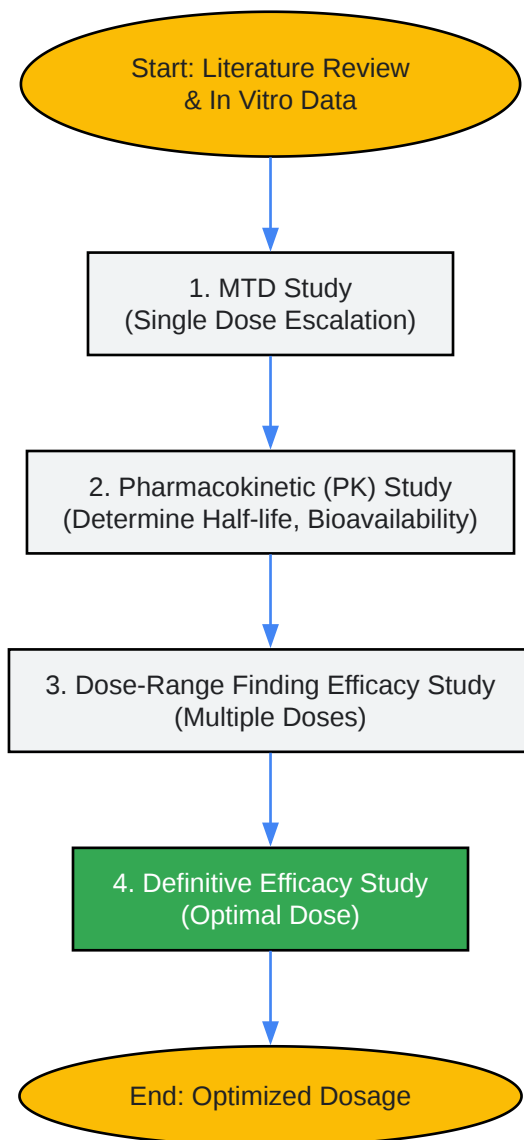 Start: Literature Review
& In Vitro Data
1. MTD Study
(Single Dose Escalation)
2. Pharmacokinetic (PK) Study
(Determine Half-life, Bioavailability)
3. Dose-Range Finding Efficacy Study
(Multiple Doses)
4. Definitive Efficacy Study
(Optimal Dose)
End: Optimized Dosage